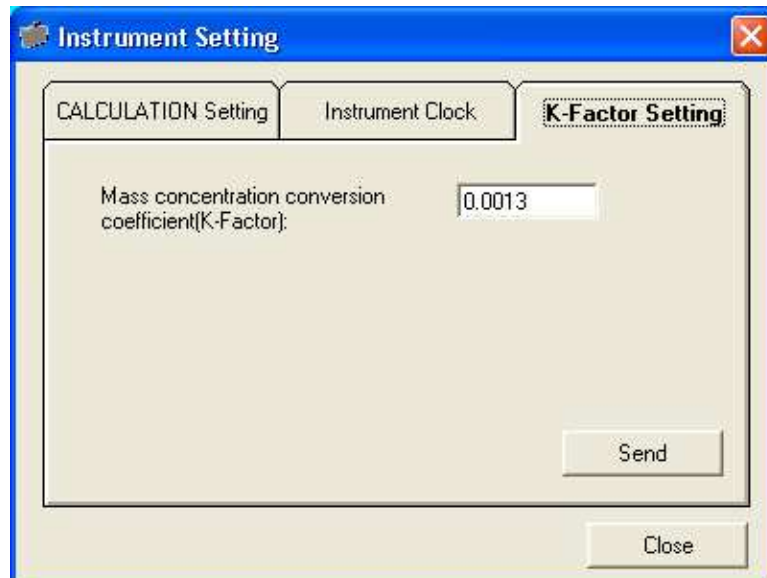 Instrument Setting
CALCULATION Setting
Instrument Clock
K-Factor Setting
Mass concentration conversion
coefficient(K-Factor):
0.0013
Send
Close